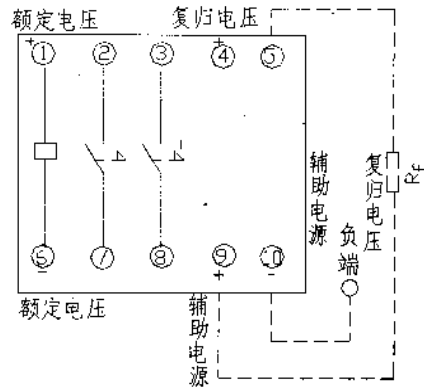 额定电压
复归电压
+
① ② ③ + ④ ⑤
辅助电源
复归电压
RF
负端
⑥ ⑦ ⑧ ⑨ ⑩
- + -
额定电压
辅助电源